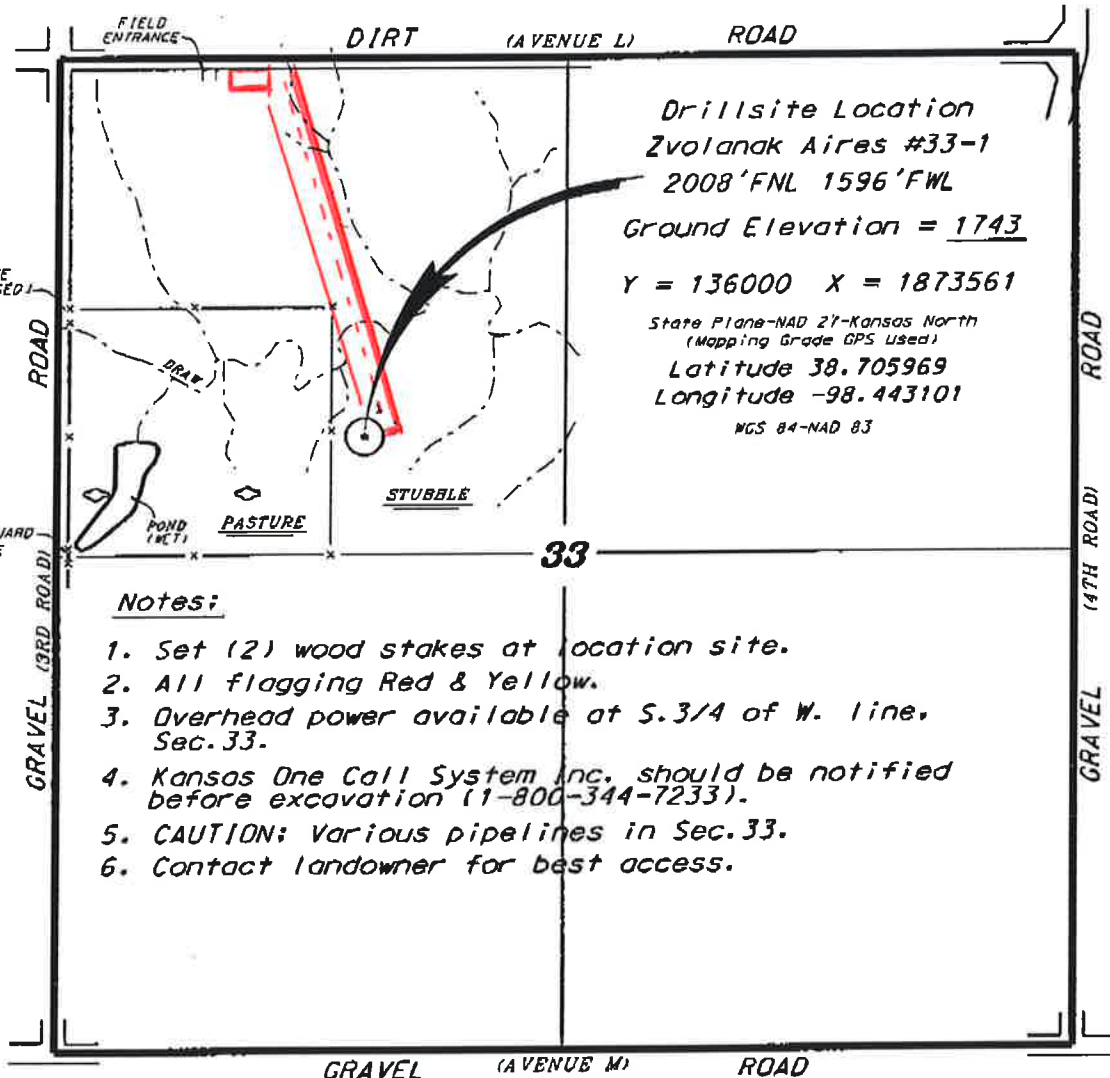 FIELD
ENTRANCE
DIRT (AVENUE L) ROAD
Drillsite Location
Zvolanak Aires #33-1
2008'FNL 1596'FWL
Ground Elevation = 1743
Y = 136000 X = 1873561
State Plane-NAD 27-Kansas North
(Mapping Grade GPS used)
Latitude 38.705969
Longitude -98.443101
WGS 84-NAD 83
ROAD
ROAD
DRAW
STUBBLE
POND
(WET)
PASTURE
33
GRAVEL (3RD ROAD)
(4TH ROAD)
GRAVEL
Notes:
1. Set (2) wood stakes at location site.
2. All flagging Red & Yellow.
3. Overhead power available at S.3/4 of W. line,
Sec.33.
4. Kansas One Call System Inc. should be notified
before excavation (1-800-344-7233).
5. CAUTION: Various pipelines in Sec.33.
6. Contact landowner for best access.
GRAVEL (AVENUE M) ROAD